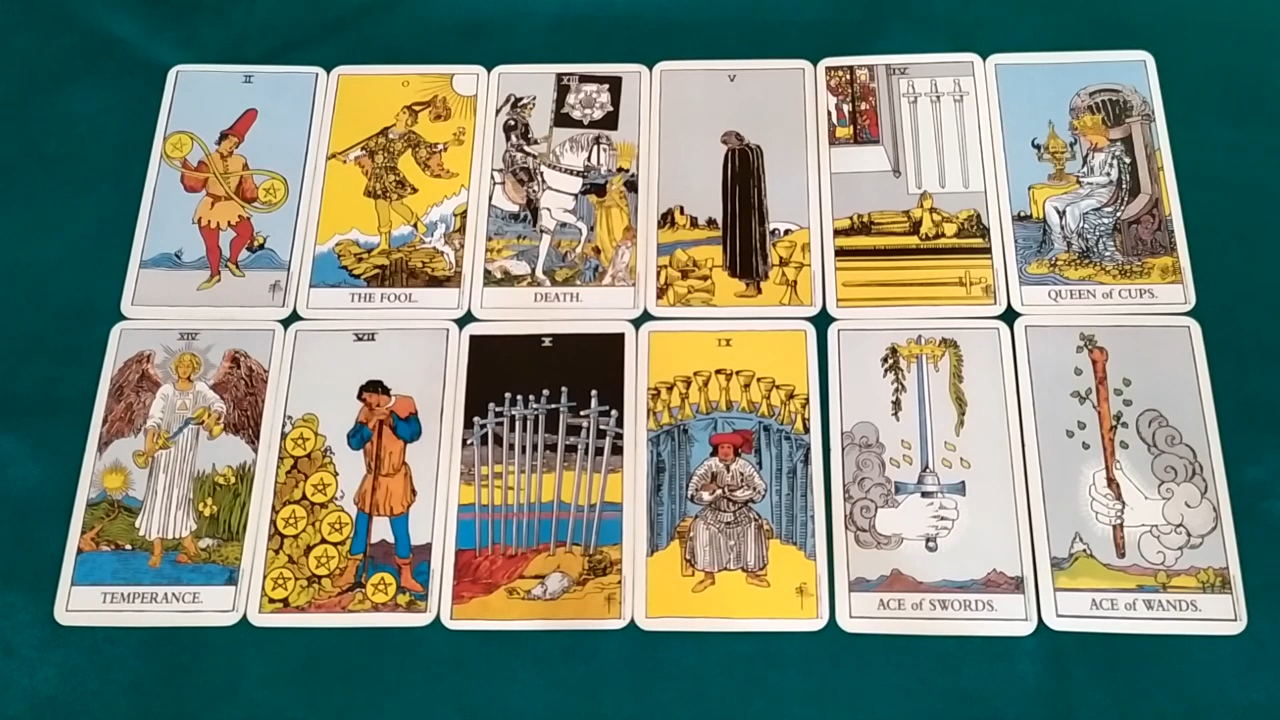 II
0
XIII
V
IV
THE FOOL.
DEATH.
QUEEN of CUPS.
XIV
VII
X
IX
TEMPERANCE.
ACE of SWORDS.
ACE of WANDS.